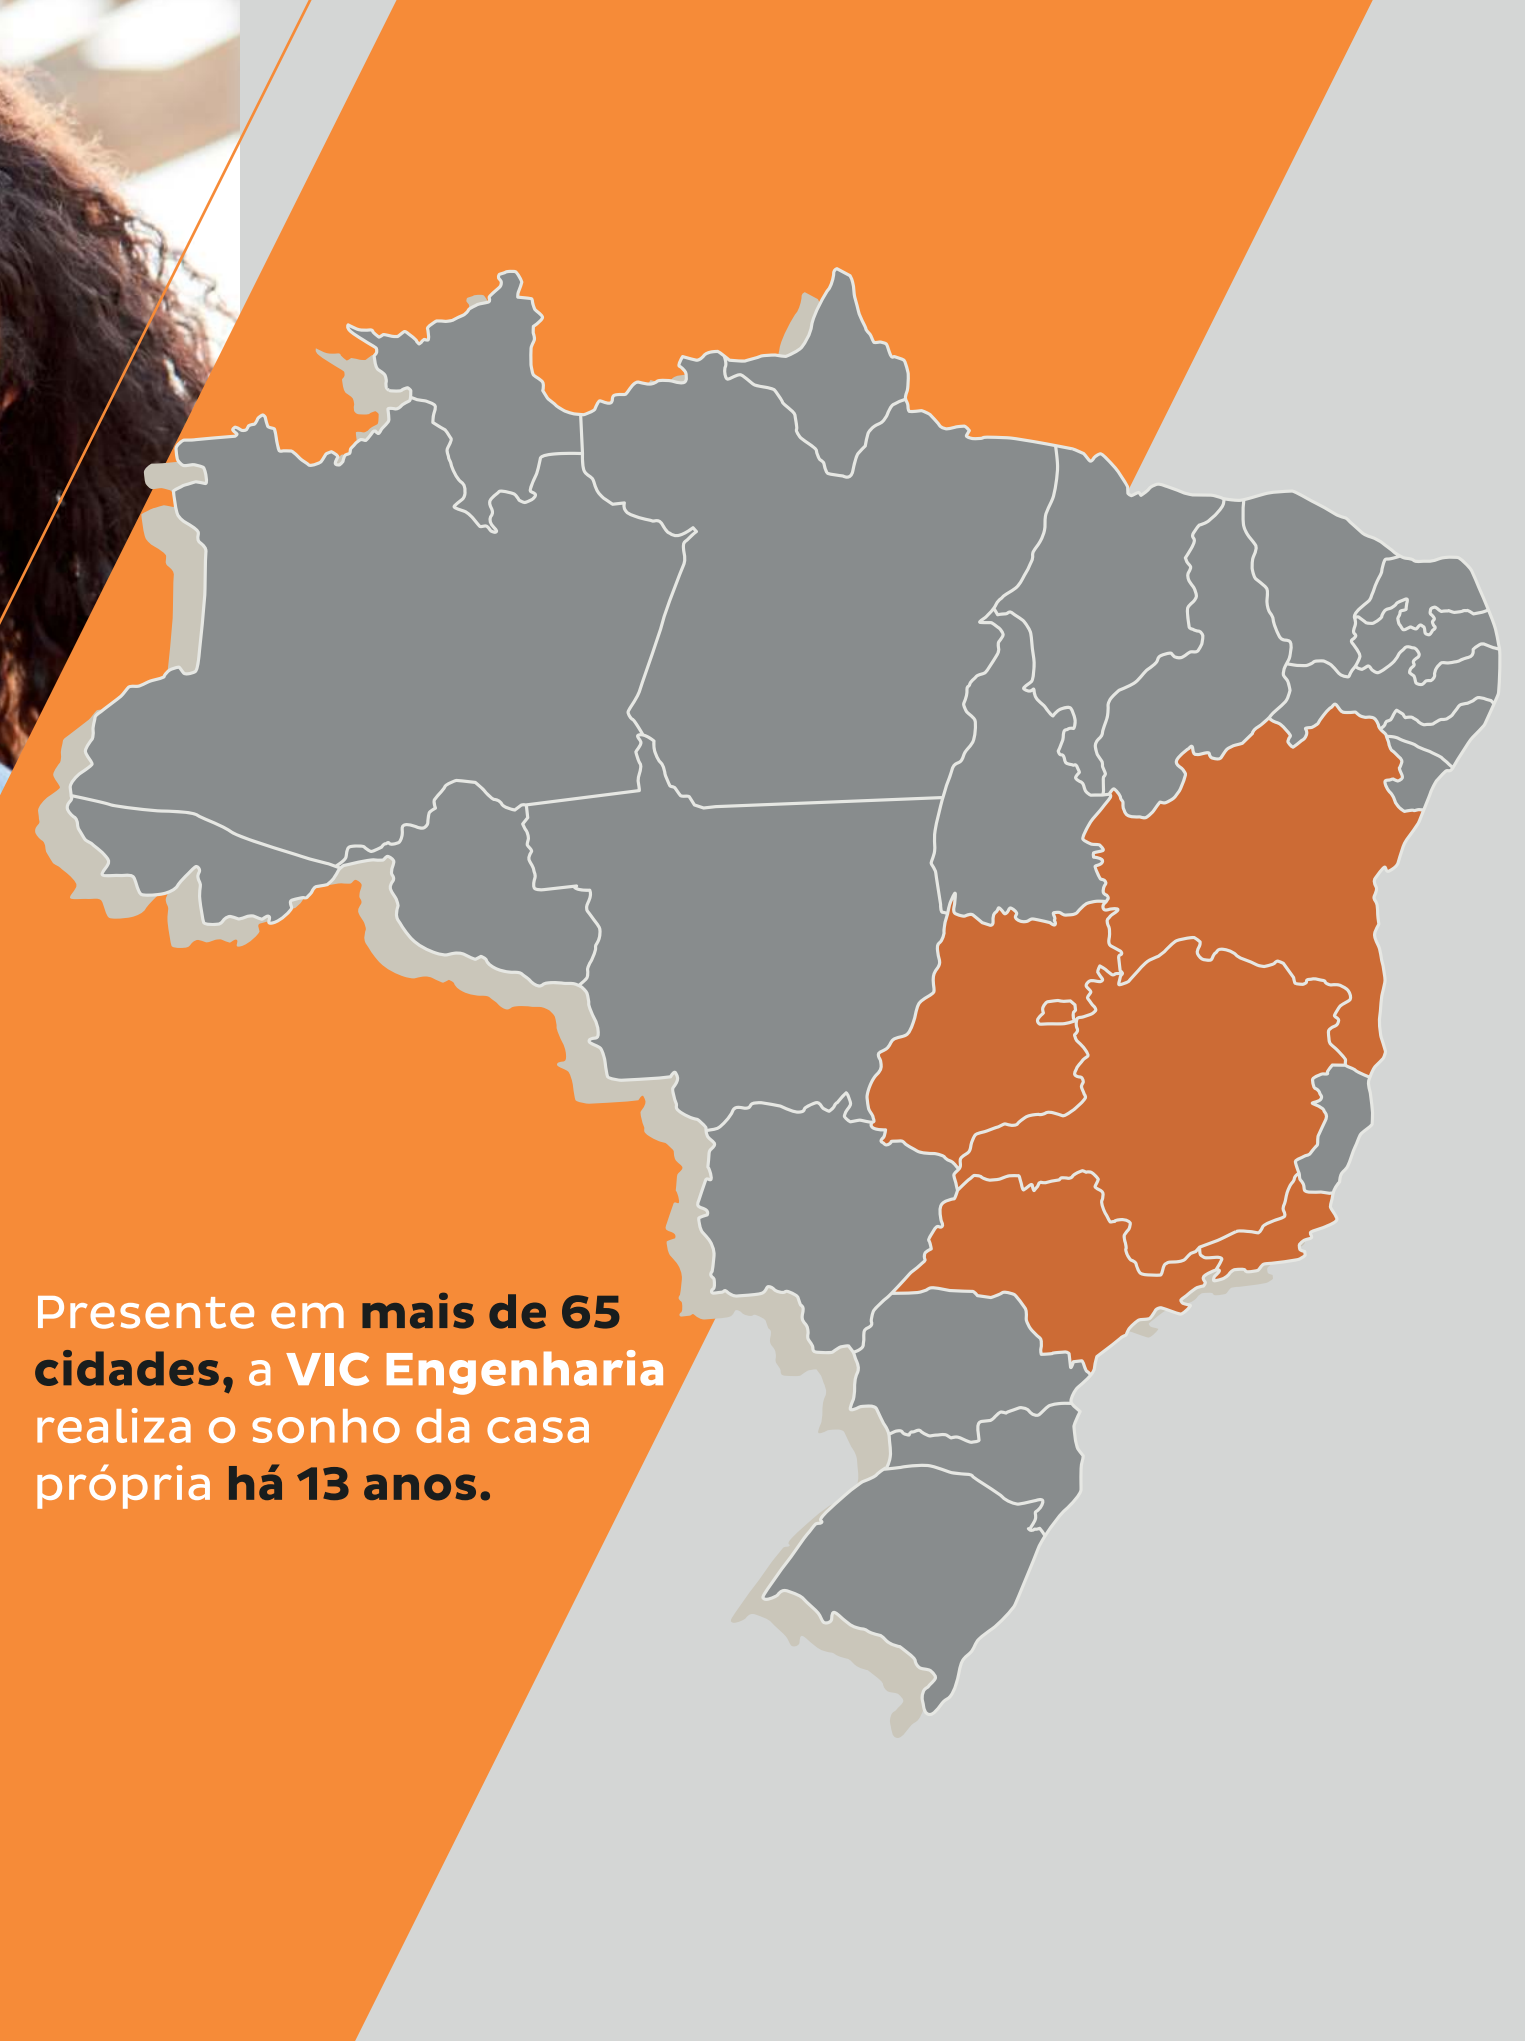 Presente em mais de 65
cidades, a VIC Engenharia
realiza o sonho da casa
própria há 13 anos.